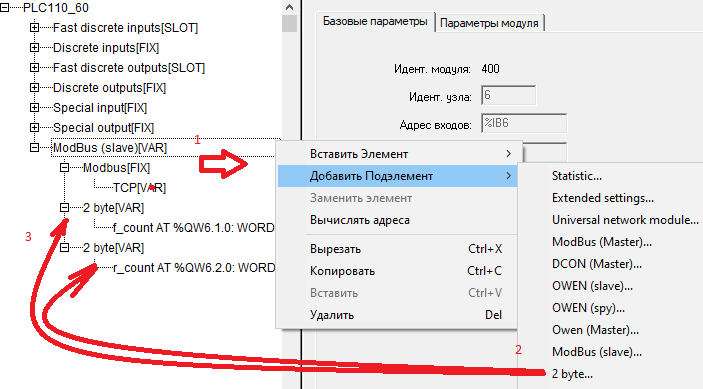 PLC110_60
Fast discrete inputs[SLOT]
Discrete inputs[FIX]
Fast discrete outputs[SLOT]
Discrete outputs[FIX]
Special input[FIX]
Special output[FIX]
ModBus (slave)[VAR]
Modbus[FIX]
TCP[VAR]
2 byte[VAR]
f_count AT %QW6.1.0: WORD
2 byte[VAR]
r_count AT %QW6.2.0: WORD
1
3
Базовые параметры
Параметры модуля
Идент. модуля: 400
Идент. узла: 6
Адрес входов: %IB6
Вставить Элемент
Добавить Подэлемент
Заменить элемент
Вычислять адреса
Вырезать Ctrl+X
Копировать Ctrl+C
Вставить Ctrl+V
Удалить Del
Statistic...
Extended settings...
Universal network module...
ModBus (Master)...
DCON (Master)...
OWEN (slave)...
OWEN (spy)...
Owen (Master)...
ModBus (slave)...
2
2 byte...